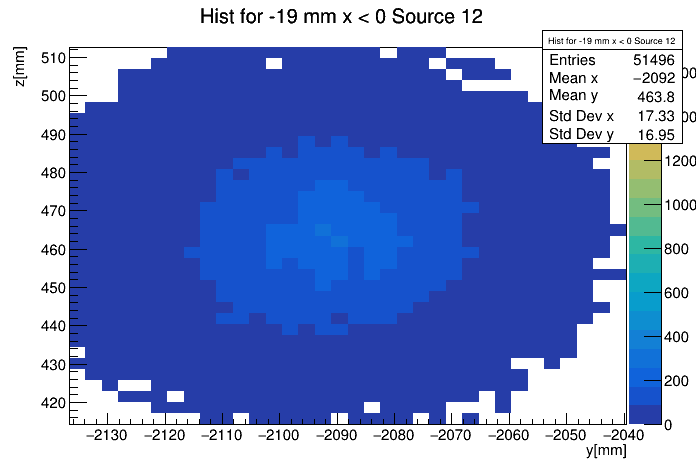 Hist for -19 mm x < 0 Source 12
Hist for -19 mm x < 0 Source 12
Entries 51496
Mean x −2092
Mean y 463.8
Std Dev x 17.33
Std Dev y 16.95
z[mm]
510
500
490
480
470
460
450
440
430
420
1200
1000
800
600
400
200
0
−2130 −2120 −2110 −2100 −2090 −2080 −2070 −2060 −2050 −2040
y[mm]